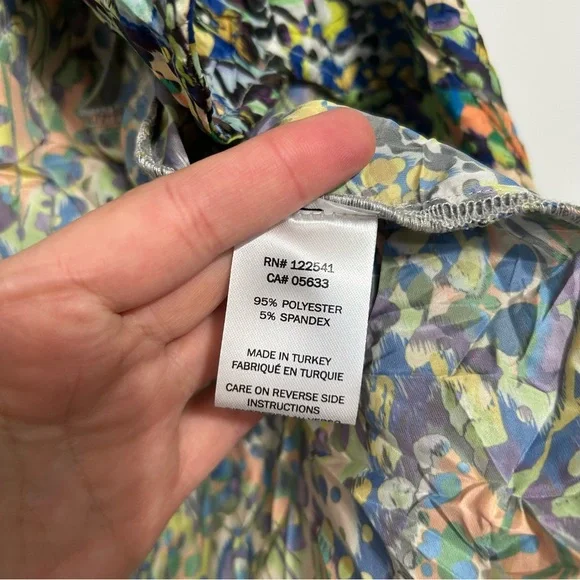 RN# 122541
CA# 05633
95% POLYESTER
5% SPANDEX
MADE IN TURKEY
FABRIQUÉ EN TURQUIE
CARE ON REVERSE SIDE
INSTRUCTIONS